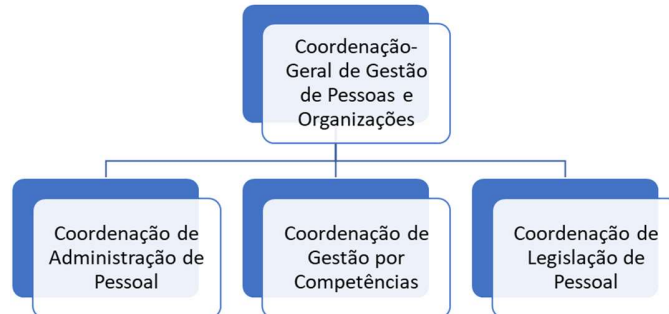 Coordenação-
Geral de Gestão
de Pessoas e
Organizações
Coordenação de
Administração de
Pessoal
Coordenação de
Gestão por
Competências
Coordenação de
Legislação de
Pessoal